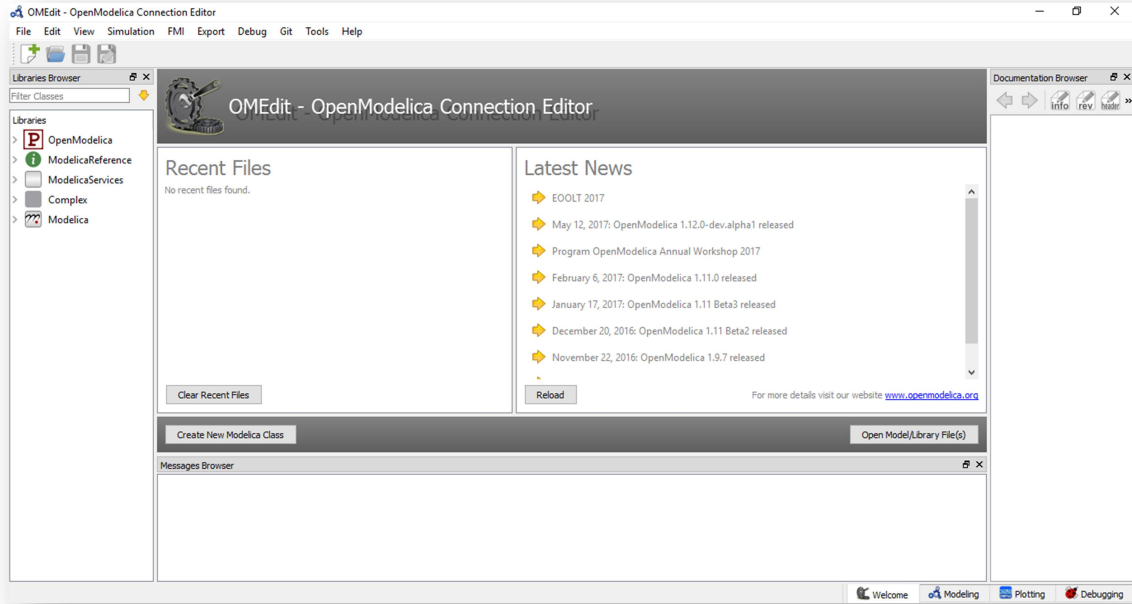 OMEdit - OpenModelica Connection Editor
File Edit View Simulation FMI Export Debug Git Tools Help
Libraries Browser
Filter Classes
Libraries
P OpenModelica
i ModelicaReference
ModelicaServices
Complex
Modelica
OMEdit - OpenModelica Connection Editor
Recent Files
No recent files found.
Clear Recent Files
Latest News
EOOLT 2017
May 12, 2017: OpenModelica 1.12.0-dev.alpha1 released
Program OpenModelica Annual Workshop 2017
February 6, 2017: OpenModelica 1.11.0 released
January 17, 2017: OpenModelica 1.11 Beta3 released
December 20, 2016: OpenModelica 1.11 Beta2 released
November 22, 2016: OpenModelica 1.9.7 released
Reload
For more details visit our website www.openmodelica.org
Create New Modelica Class
Open Model/Library File(s)
Messages Browser
Documentation Browser
info rev header »
Welcome Modeling Plotting Debugging